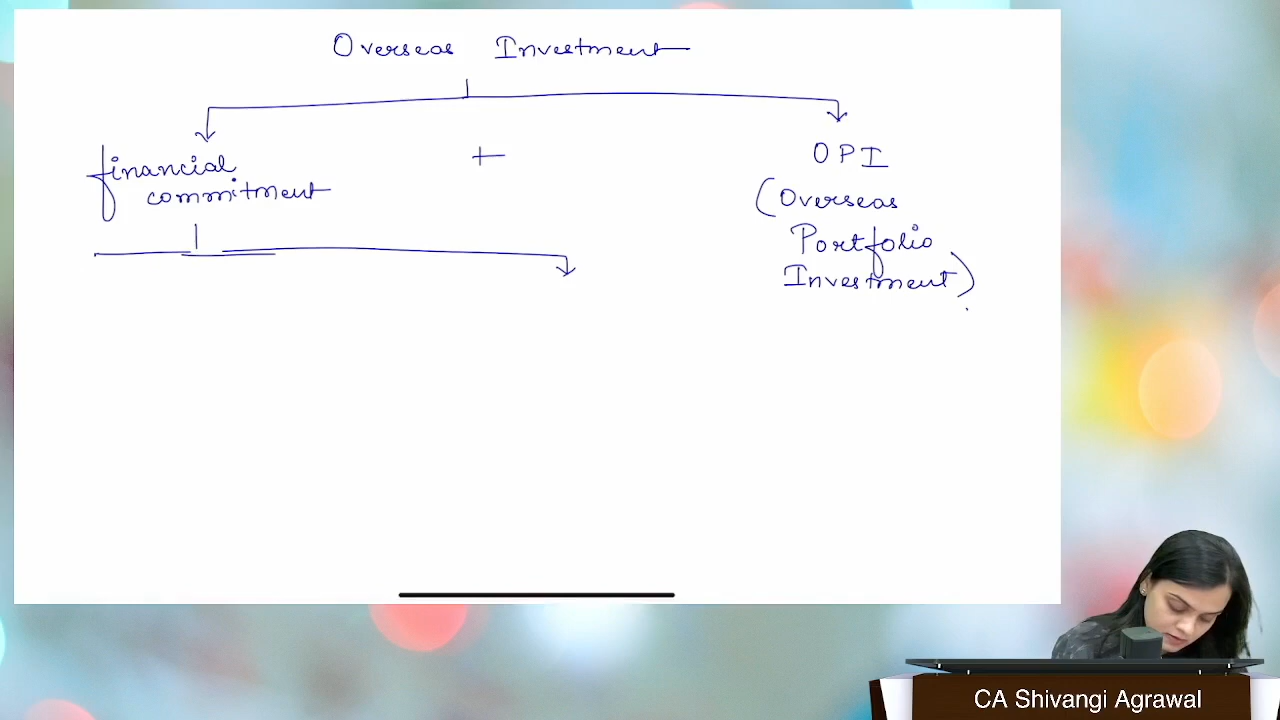 Overseas Investment
financial
commitment
+
OPI
(Overseas
Portfolio
Investment)
CA Shivangi Agrawal